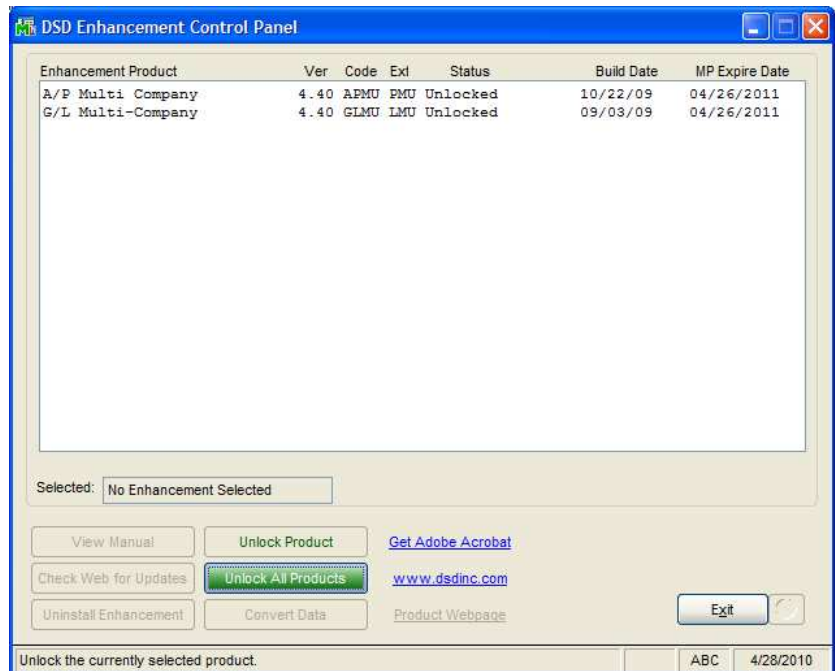 DSD Enhancement Control Panel
Enhancement Product Ver Code Ext Status Build Date MP Expire Date
A/P Multi Company 4.40 APMU PMU Unlocked 10/22/09 04/26/2011
G/L Multi-Company 4.40 GLMU LMU Unlocked 09/03/09 04/26/2011
Selected: No Enhancement Selected
View Manual Unlock Product Get Adobe Acrobat
Check Web for Updates Unlock All Products www.dsdinc.com
Uninstall Enhancement Convert Data Product Webpage Exit
Unlock the currently selected product. ABC 4/28/2010